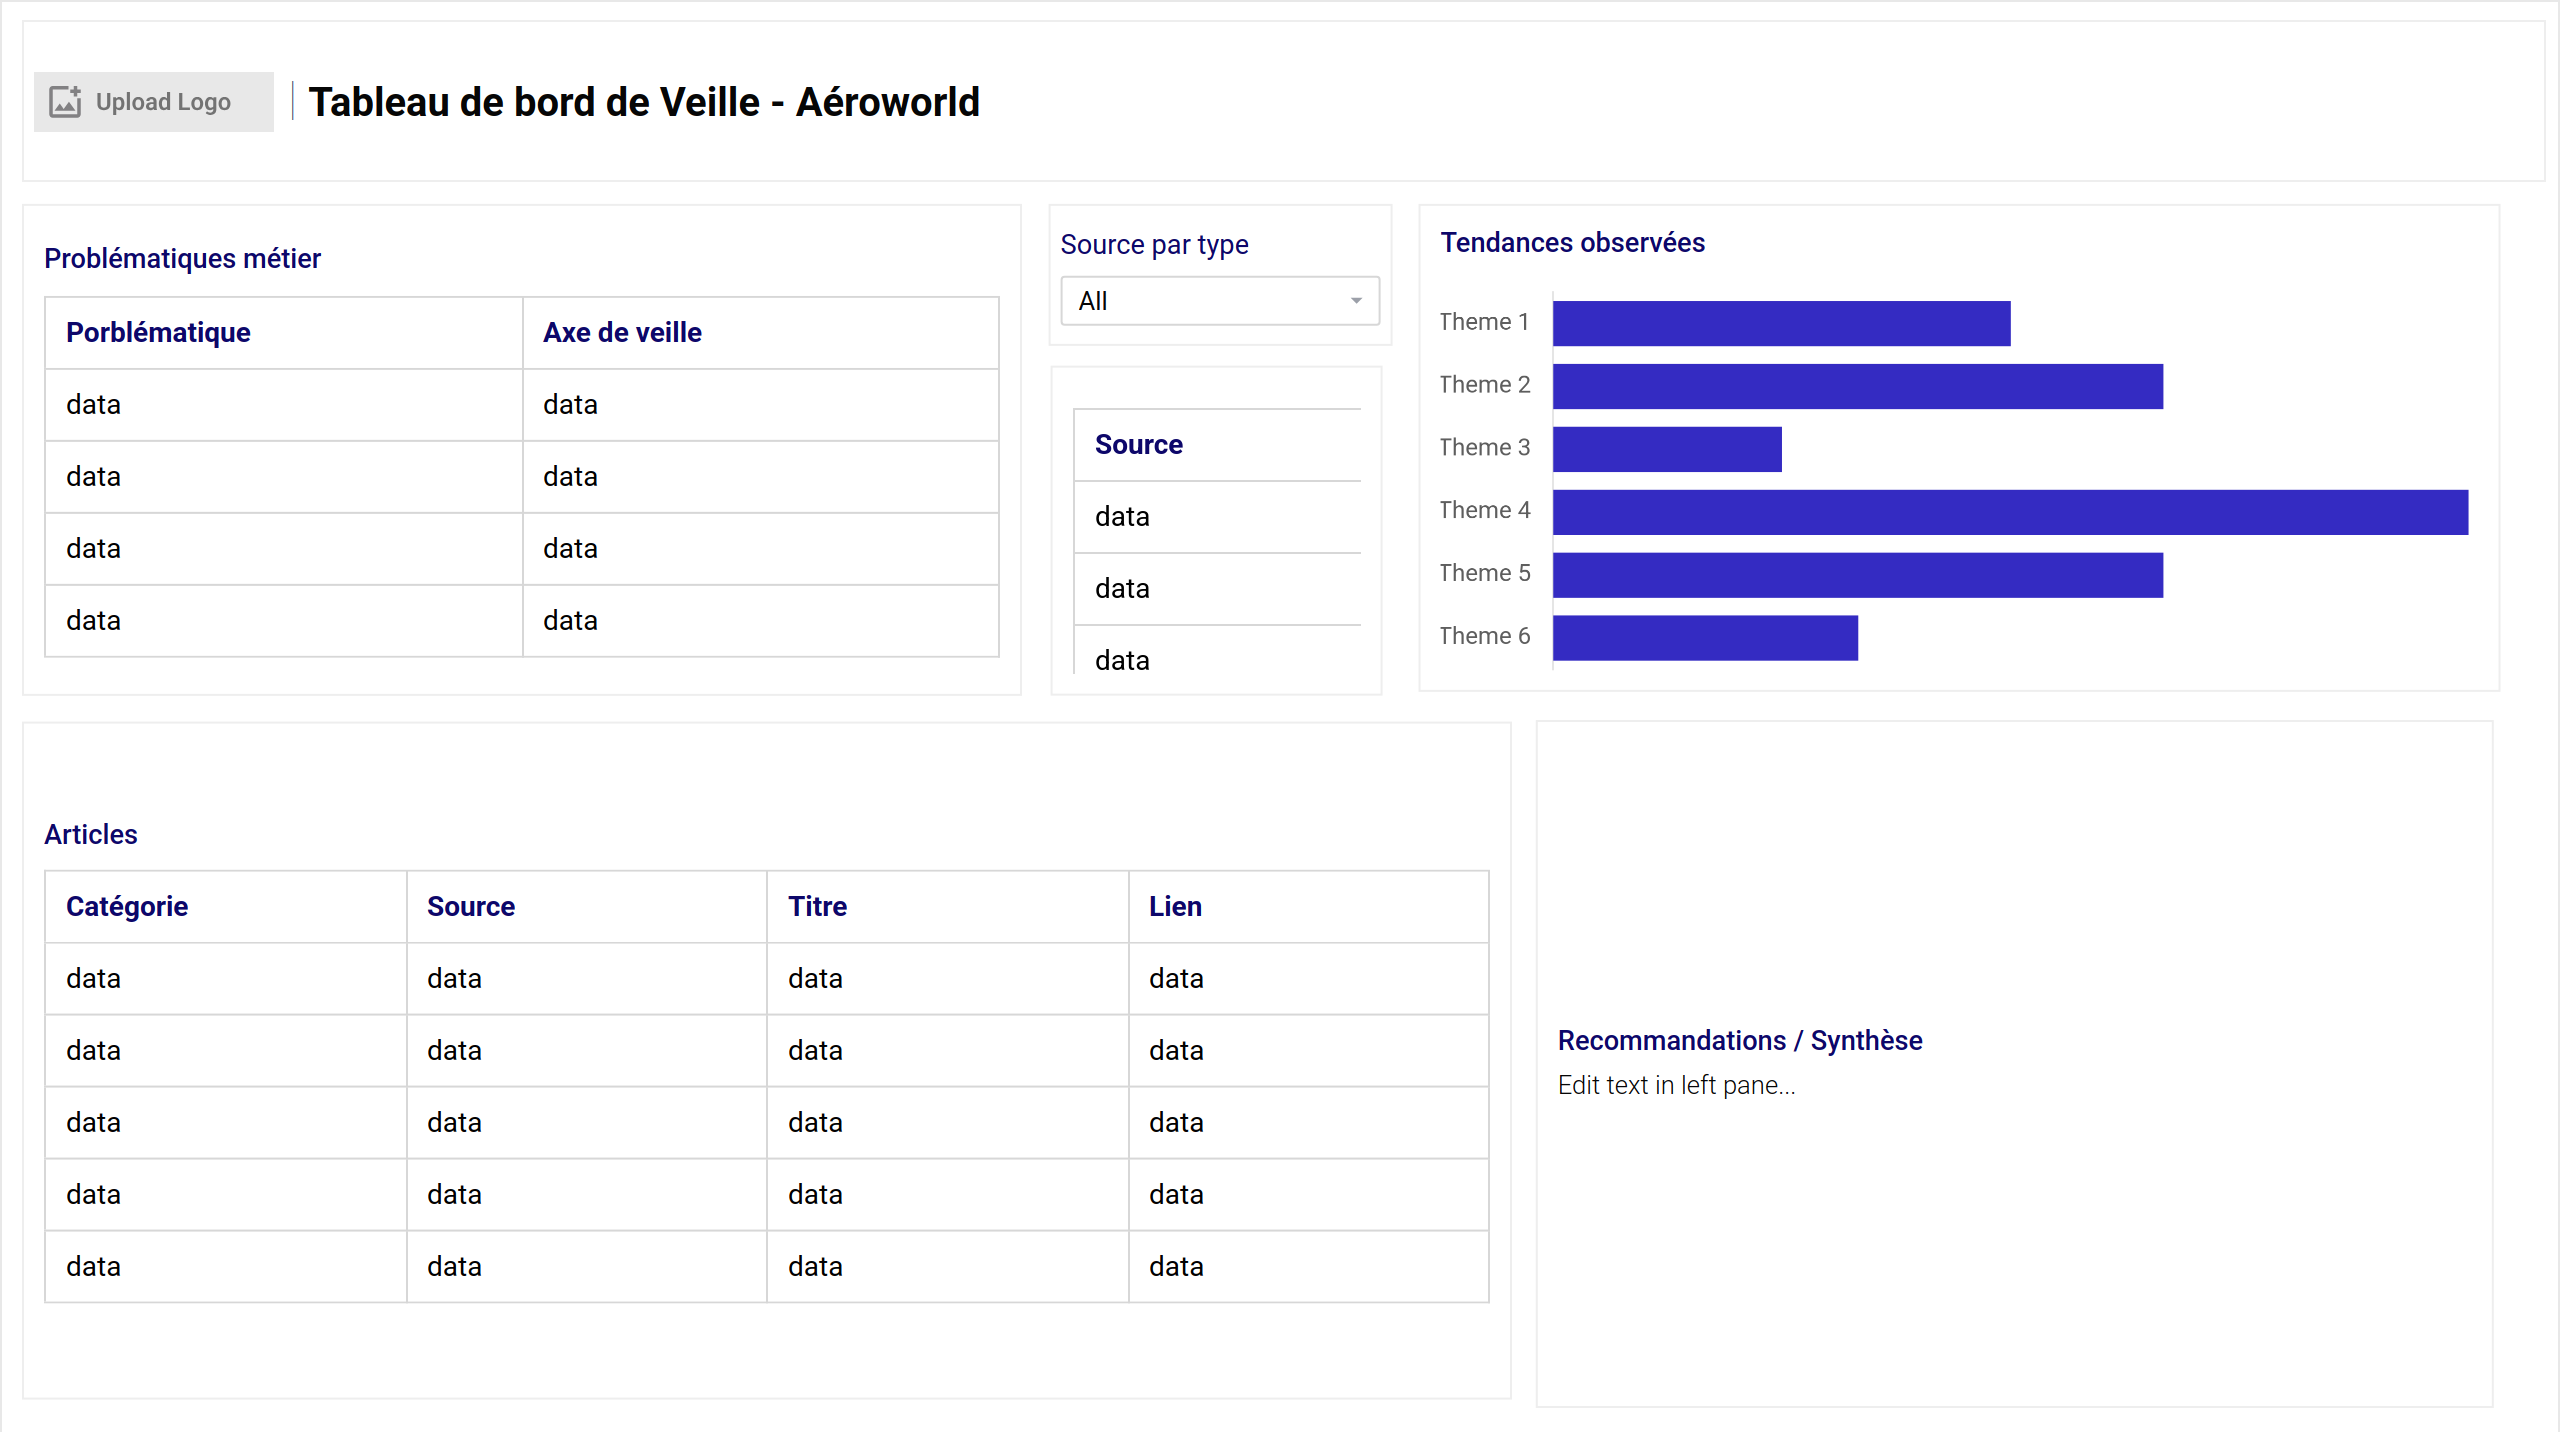 Upload Logo
Tableau de bord de Veille - Aéroworld
Problématiques métier
Porblématique Axe de veille
data data
data data
data data
data data
Source par type
All
Source
data
data
data
Tendances observées
Theme 1
Theme 2
Theme 3
Theme 4
Theme 5
Theme 6
Articles
Catégorie Source Titre Lien
data data data data
data data data data
data data data data
data data data data
data data data data
Recommandations / Synthèse
Edit text in left pane...